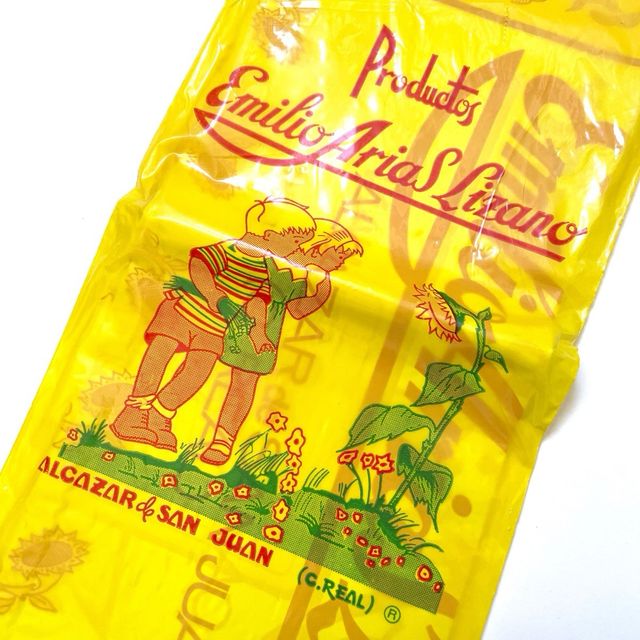 Productos
Emilio Arias Lizano
ALCAZAR de SAN JUAN
(C.REAL) ®